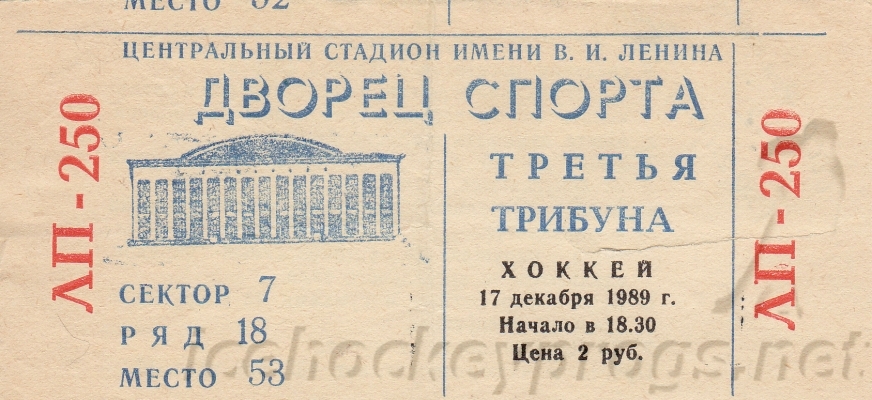 МЕСТО 52
ЦЕНТРАЛЬНЫЙ СТАДИОН ИМЕНИ В. И. ЛЕНИНА
ДВОРЕЦ СПОРТА
ЛП - 250
ТРЕТЬЯ
ТРИБУНА
СЕКТОР 7
РЯД 18
МЕСТО 53
ХОККЕЙ
17 декабря 1989 г.
Начало в 18.30
Цена 2 руб.
ЛП - 250
icehockeyprogs.net